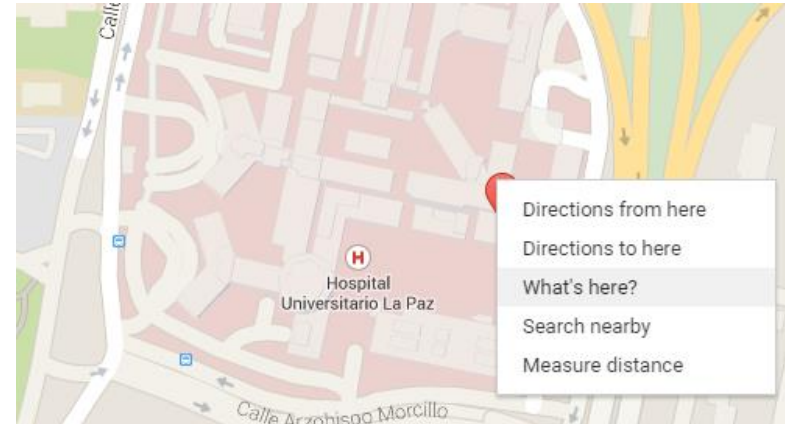 Calle
Directions from here
Directions to here
H
What's here?
Hospital
Universitario La Paz
Search nearby
Measure distance
Calle Arzobispo Morcillo